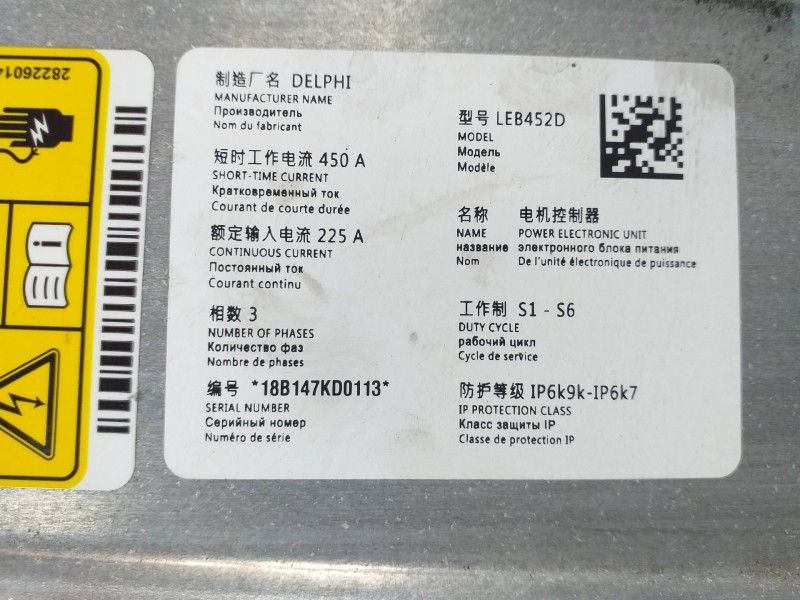 2822601
制造厂名 DELPHI
MANUFACTURER NAME
Производитель
Nom du fabricant
短时工作电流 450 A
SHORT-TIME CURRENT
Кратковременный ток
Courant de courte durée
额定输入电流 225 A
CONTINUOUS CURRENT
Постоянный ток
Courant continu
相数 3
NUMBER OF PHASES
Количество фаз
Nombre de phases
编号 *18B147KD0113*
SERIAL NUMBER
Серийный номер
Numéro de série
型号 LEB452D
MODEL
Модель
Modèle
名称 电机控制器
NAME POWER ELECTRONIC UNIT
название электронного блока питания
Nom De l'unité électronique de puissance
工作制 S1 - S6
DUTY CYCLE
рабочий цикл
Cycle de service
防护等级 IP6k9k-IP6k7
IP PROTECTION CLASS
Класс защиты IP
Classe de protection IP